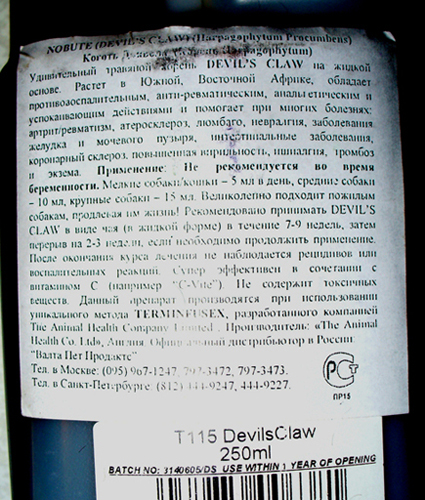 NOBUTE (DEVIL'S CLAW) (Harpagophytum Procumbens)
Коготь Дьявола (Корень Harpagophytum)
Удивительный травяной корень DEVIL'S CLAW на жидкой
основе. Растет в Южной, Восточной Африке, обладает
противоаоспалительным, анти-ревматическим, анальгетическим и
успокаивающим действиями и помогает при многих болезнях:
артрит/ревматизм, атеросклероз, люмбаго, невралгия, заболевания
желудка и мочевого пузыря, интестинальные заболевания,
коронарный склероз, повышенная вирильность, ишиалгия, тромбоз
и экзема. Применение: Не рекомендуется во время
беременности. Мелкие собаки/кошки – 5 мл в день, средние собаки
– 10 мл, крупные собаки – 15 мл. Великолепно подходит пожилым
собакам, продлевая им жизнь! Рекомендовано принимать DEVIL'S
CLAW в виде чая (в жидкой форме) в течение 7-9 недель, затем
перерыв на 2-3 недели, если необходимо продолжить применение.
После окончания курса лечения не наблюдается рецидивов или
воспалительных реакций. Супер эффективен в сочетании с
витамином С (например "C-Vite"). Не содержит токсичных
веществ. Данный препарат производятся при использовании
уникального метода TERMINFUSEX, разработанного компанией
The Animal Health Company Limited . Производитель: «The Animal
Health Co. Ltd», Англия. Официальный дистрибьютор в России:
"Валта Пет Продактс"
Тел. в Москве: (095) 967-1247, 797-3472, 797-3473.
Тел. в Санкт-Петербурге: (812) 444-9247, 444-9227.
РСТ
ПР15
T115 DevilsClaw
250ml
BATCH NO: 3140605/DS USE WITHIN 1 YEAR OF OPENING